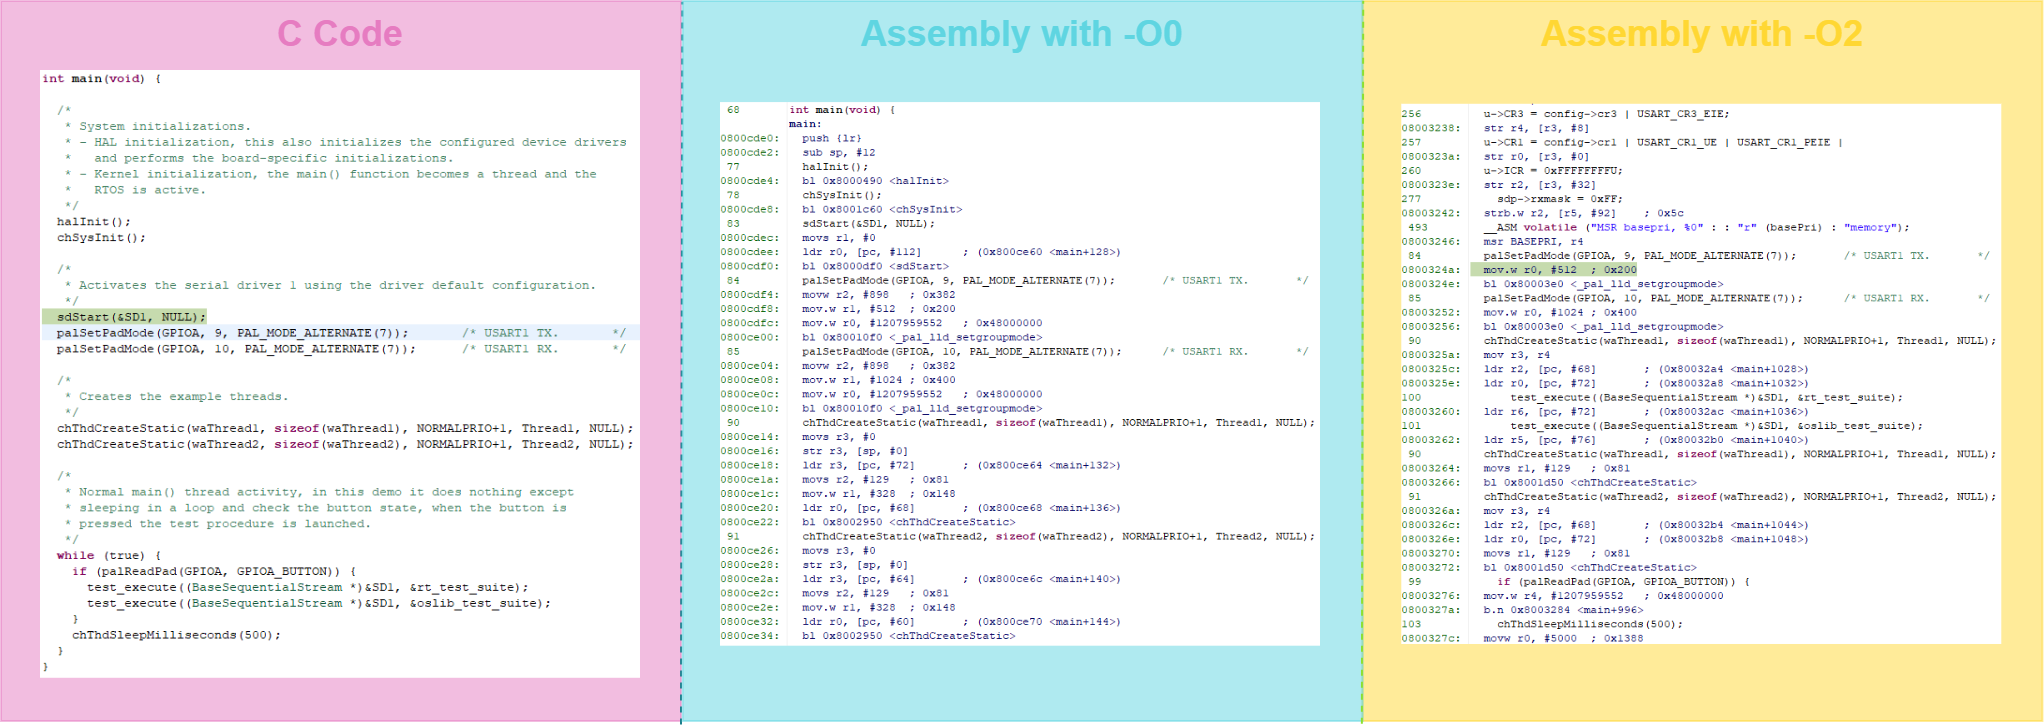 C Code
int main(void) {
/*
* System initializations.
* - HAL initialization, this also initializes the configured device drivers
*   and performs the board-specific initializations.
* - Kernel initialization, the main() function becomes a thread and the
*   RTOS is active.
*/
halInit();
chSysInit();
/*
* Activates the serial driver 1 using the driver default configuration.
*/
sdStart(&SD1, NULL);
palSetPadMode(GPIOA, 9, PAL_MODE_ALTERNATE(7)); /* USART1 TX. */
palSetPadMode(GPIOA, 10, PAL_MODE_ALTERNATE(7)); /* USART1 RX. */
/*
* Creates the example threads.
*/
chThdCreateStatic(waThread1, sizeof(waThread1), NORMALPRIO+1, Thread1, NULL);
chThdCreateStatic(waThread2, sizeof(waThread2), NORMALPRIO+1, Thread2, NULL);
/*
* Normal main() thread activity, in this demo it does nothing except
* sleeping in a loop and check the button state, when the button is
* pressed the test procedure is launched.
*/
while (true) {
if (palReadPad(GPIOA, GPIOA_BUTTON)) {
test_execute((BaseSequentialStream *)&SD1, &rt_test_suite);
test_execute((BaseSequentialStream *)&SD1, &oslib_test_suite);
}
chThdSleepMilliseconds(500);
}
}
Assembly with -O0
68 int main(void) {
main:
0800cde0: push {lr}
0800cde2: sub sp, #12
77 halInit();
0800cde4: bl 0x8000490 <halInit>
78 chSysInit();
0800cde8: bl 0x8001c60 <chSysInit>
83 sdStart(&SD1, NULL);
0800cdec: movs r1, #0
0800cdee: ldr r0, [pc, #112] ; (0x800ce60 <main+128>)
0800cdf0: bl 0x8000df0 <sdStart>
84 palSetPadMode(GPIOA, 9, PAL_MODE_ALTERNATE(7)); /* USART1 TX. */
0800cdf4: movw r2, #898 ; 0x382
0800cdf8: mov.w r1, #512 ; 0x200
0800cdfc: mov.w r0, #1207959552 ; 0x48000000
0800ce00: bl 0x80010f0 <_pal_lld_setgroupmode>
85 palSetPadMode(GPIOA, 10, PAL_MODE_ALTERNATE(7)); /* USART1 RX. */
0800ce04: movw r2, #898 ; 0x382
0800ce08: mov.w r1, #1024 ; 0x400
0800ce0c: mov.w r0, #1207959552 ; 0x48000000
0800ce10: bl 0x80010f0 <_pal_lld_setgroupmode>
90 chThdCreateStatic(waThread1, sizeof(waThread1), NORMALPRIO+1, Thread1, NULL);
0800ce14: movs r3, #0
0800ce16: str r3, [sp, #0]
0800ce18: ldr r3, [pc, #72] ; (0x800ce64 <main+132>)
0800ce1a: movs r2, #129 ; 0x81
0800ce1c: mov.w r1, #328 ; 0x148
0800ce20: ldr r0, [pc, #68] ; (0x800ce68 <main+136>)
0800ce22: bl 0x8002950 <chThdCreateStatic>
91 chThdCreateStatic(waThread2, sizeof(waThread2), NORMALPRIO+1, Thread2, NULL);
0800ce26: movs r3, #0
0800ce28: str r3, [sp, #0]
0800ce2a: ldr r3, [pc, #64] ; (0x800ce6c <main+140>)
0800ce2c: movs r2, #129 ; 0x81
0800ce2e: mov.w r1, #328 ; 0x148
0800ce32: ldr r0, [pc, #60] ; (0x800ce70 <main+144>)
0800ce34: bl 0x8002950 <chThdCreateStatic>
Assembly with -O2
256 u->CR3 = config->cr3 | USART_CR3_EIE;
08003238: str r4, [r3, #8]
257 u->CR1 = config->cr1 | USART_CR1_UE | USART_CR1_PEIE |
0800323a: str r0, [r3, #0]
260 u->ICR = 0xFFFFFFFFU;
0800323e: str r2, [r3, #32]
277 sdp->rxmask = 0xFF;
08003242: strb.w r2, [r5, #92] ; 0x5c
493 __ASM volatile ("MSR basepri, %0" : : "r" (basePri) : "memory");
08003246: msr BASEPRI, r4
84 palSetPadMode(GPIOA, 9, PAL_MODE_ALTERNATE(7)); /* USART1 TX. */
0800324a: mov.w r0, #512 ; 0x200
0800324e: bl 0x80003e0 <_pal_lld_setgroupmode>
85 palSetPadMode(GPIOA, 10, PAL_MODE_ALTERNATE(7)); /* USART1 RX. */
08003252: mov.w r0, #1024 ; 0x400
08003256: bl 0x80003e0 <_pal_lld_setgroupmode>
90 chThdCreateStatic(waThread1, sizeof(waThread1), NORMALPRIO+1, Thread1, NULL);
0800325a: mov r3, r4
0800325c: ldr r2, [pc, #68] ; (0x80032a4 <main+1028>)
0800325e: ldr r0, [pc, #72] ; (0x80032a8 <main+1032>)
100 test_execute((BaseSequentialStream *)&SD1, &rt_test_suite);
08003260: ldr r6, [pc, #72] ; (0x80032ac <main+1036>)
101 test_execute((BaseSequentialStream *)&SD1, &oslib_test_suite);
08003262: ldr r5, [pc, #76] ; (0x80032b0 <main+1040>)
90 chThdCreateStatic(waThread1, sizeof(waThread1), NORMALPRIO+1, Thread1, NULL);
08003264: movs r1, #129 ; 0x81
08003266: bl 0x8001d50 <chThdCreateStatic>
91 chThdCreateStatic(waThread2, sizeof(waThread2), NORMALPRIO+1, Thread2, NULL);
0800326a: mov r3, r4
0800326c: ldr r2, [pc, #68] ; (0x80032b4 <main+1044>)
0800326e: ldr r0, [pc, #72] ; (0x80032b8 <main+1048>)
08003270: movs r1, #129 ; 0x81
08003272: bl 0x8001d50 <chThdCreateStatic>
99 if (palReadPad(GPIOA, GPIOA_BUTTON)) {
08003276: mov.w r4, #1207959552 ; 0x48000000
0800327a: b.n 0x8003284 <main+996>
103 chThdSleepMilliseconds(500);
0800327c: movw r0, #5000 ; 0x1388